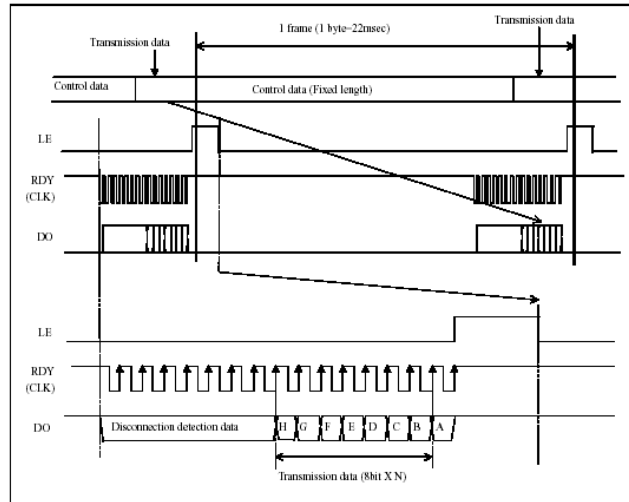 1 frame (1 byte=22msec)
Transmission data
Transmission data
Control data
Control data (Fixed length)
LE
RDY
(CLK)
DO
LE
RDY
(CLK)
DO
Disconnection detection data
H G F E D C B A
Transmission data (8bit X N)